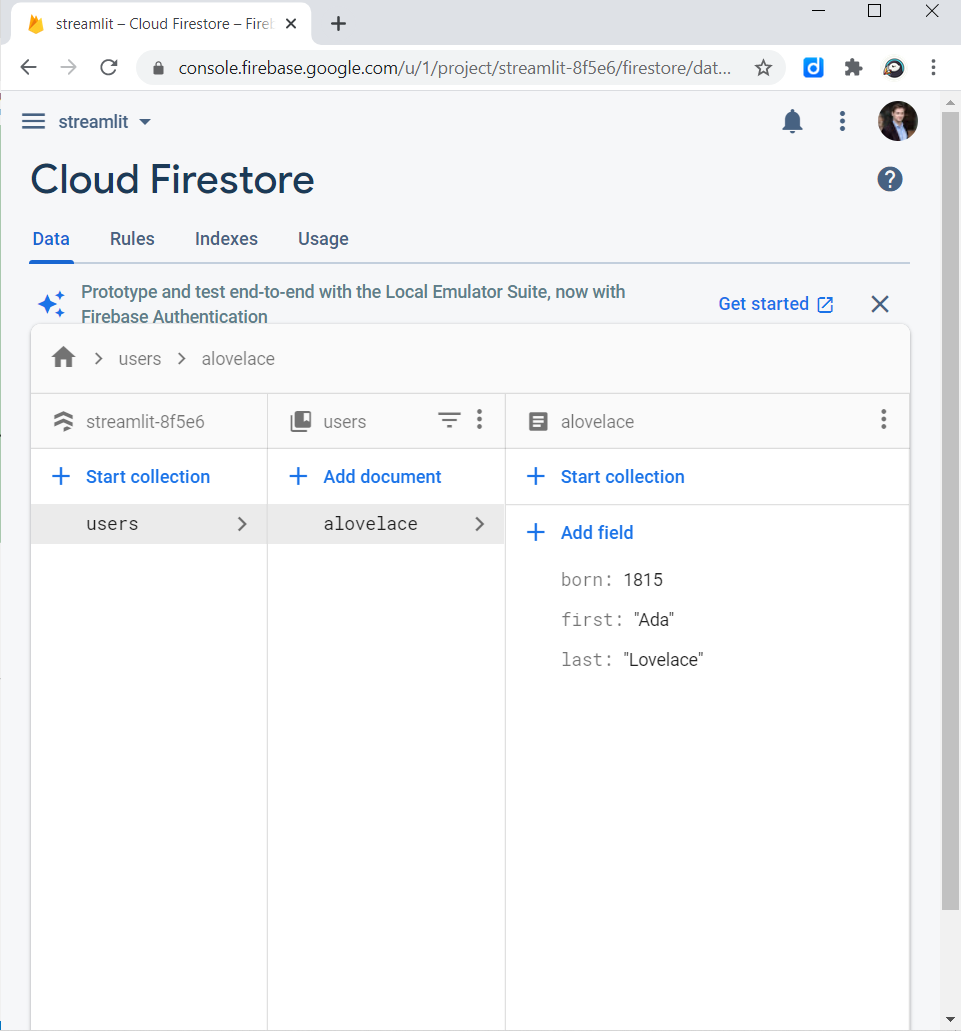 streamlit – Cloud Firestore – Fireb
console.firebase.google.com/u/1/project/streamlit-8f5e6/firestore/dat...
streamlit
Cloud Firestore
Data Rules Indexes Usage
Prototype and test end-to-end with the Local Emulator Suite, now with
Firebase Authentication
Get started
users alovelace
streamlit-8f5e6 users alovelace
Start collection Add document Start collection
users alovelace
Add field
born: 1815
first: "Ada"
last: "Lovelace"